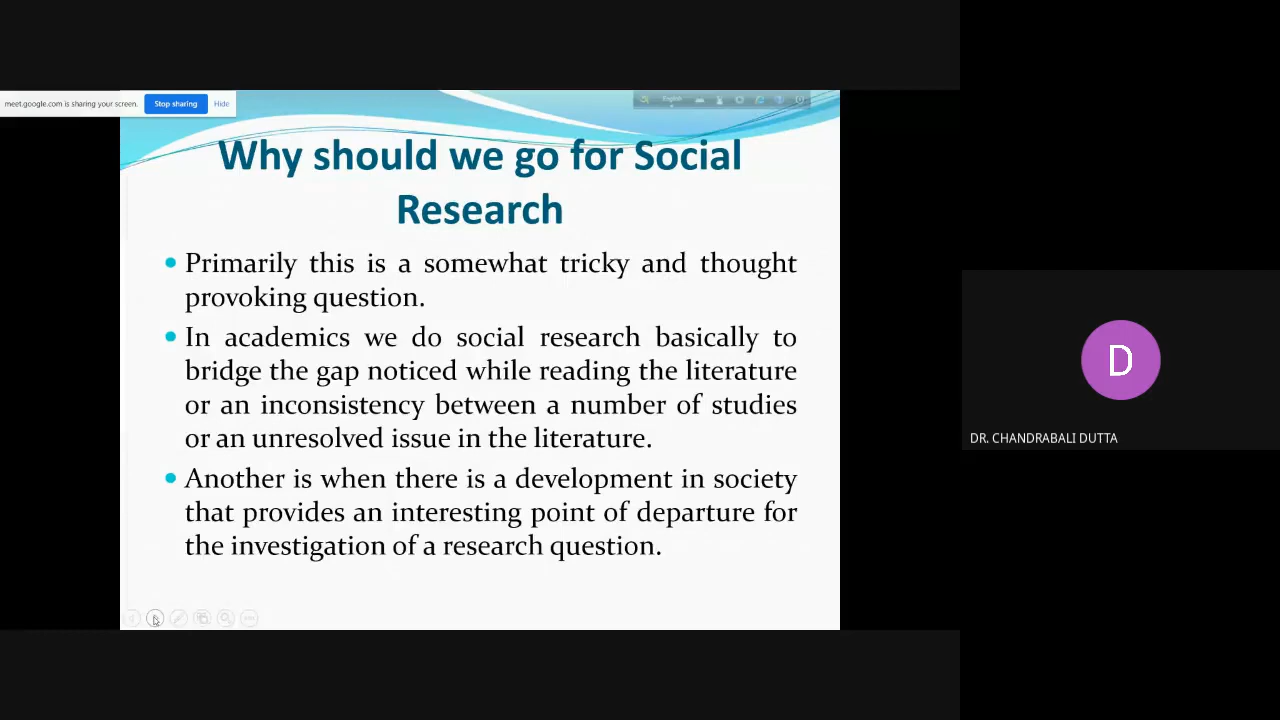 meet.google.com is sharing your screen.
Stop sharing
Hide
English
Why should we go for Social
Research
• Primarily this is a somewhat tricky and thought
provoking question.
• In academics we do social research basically to
bridge the gap noticed while reading the literature
or an inconsistency between a number of studies
or an unresolved issue in the literature.
• Another is when there is a development in society
that provides an interesting point of departure for
the investigation of a research question.
D
DR. CHANDRABALI DUTTA